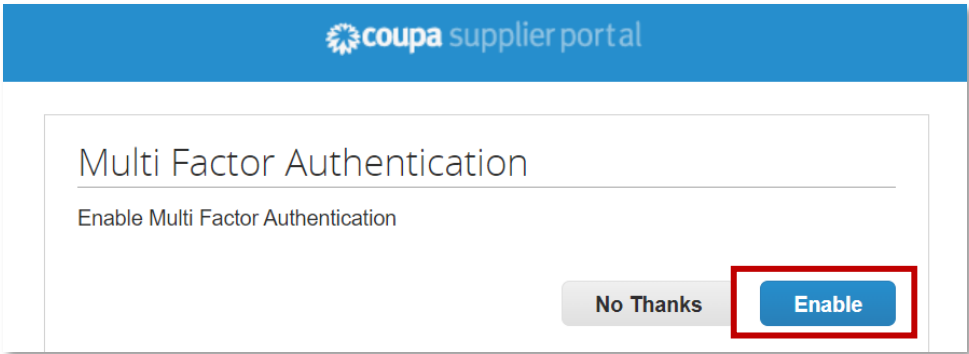 coupa supplier portal
Multi Factor Authentication
Enable Multi Factor Authentication
No Thanks Enable